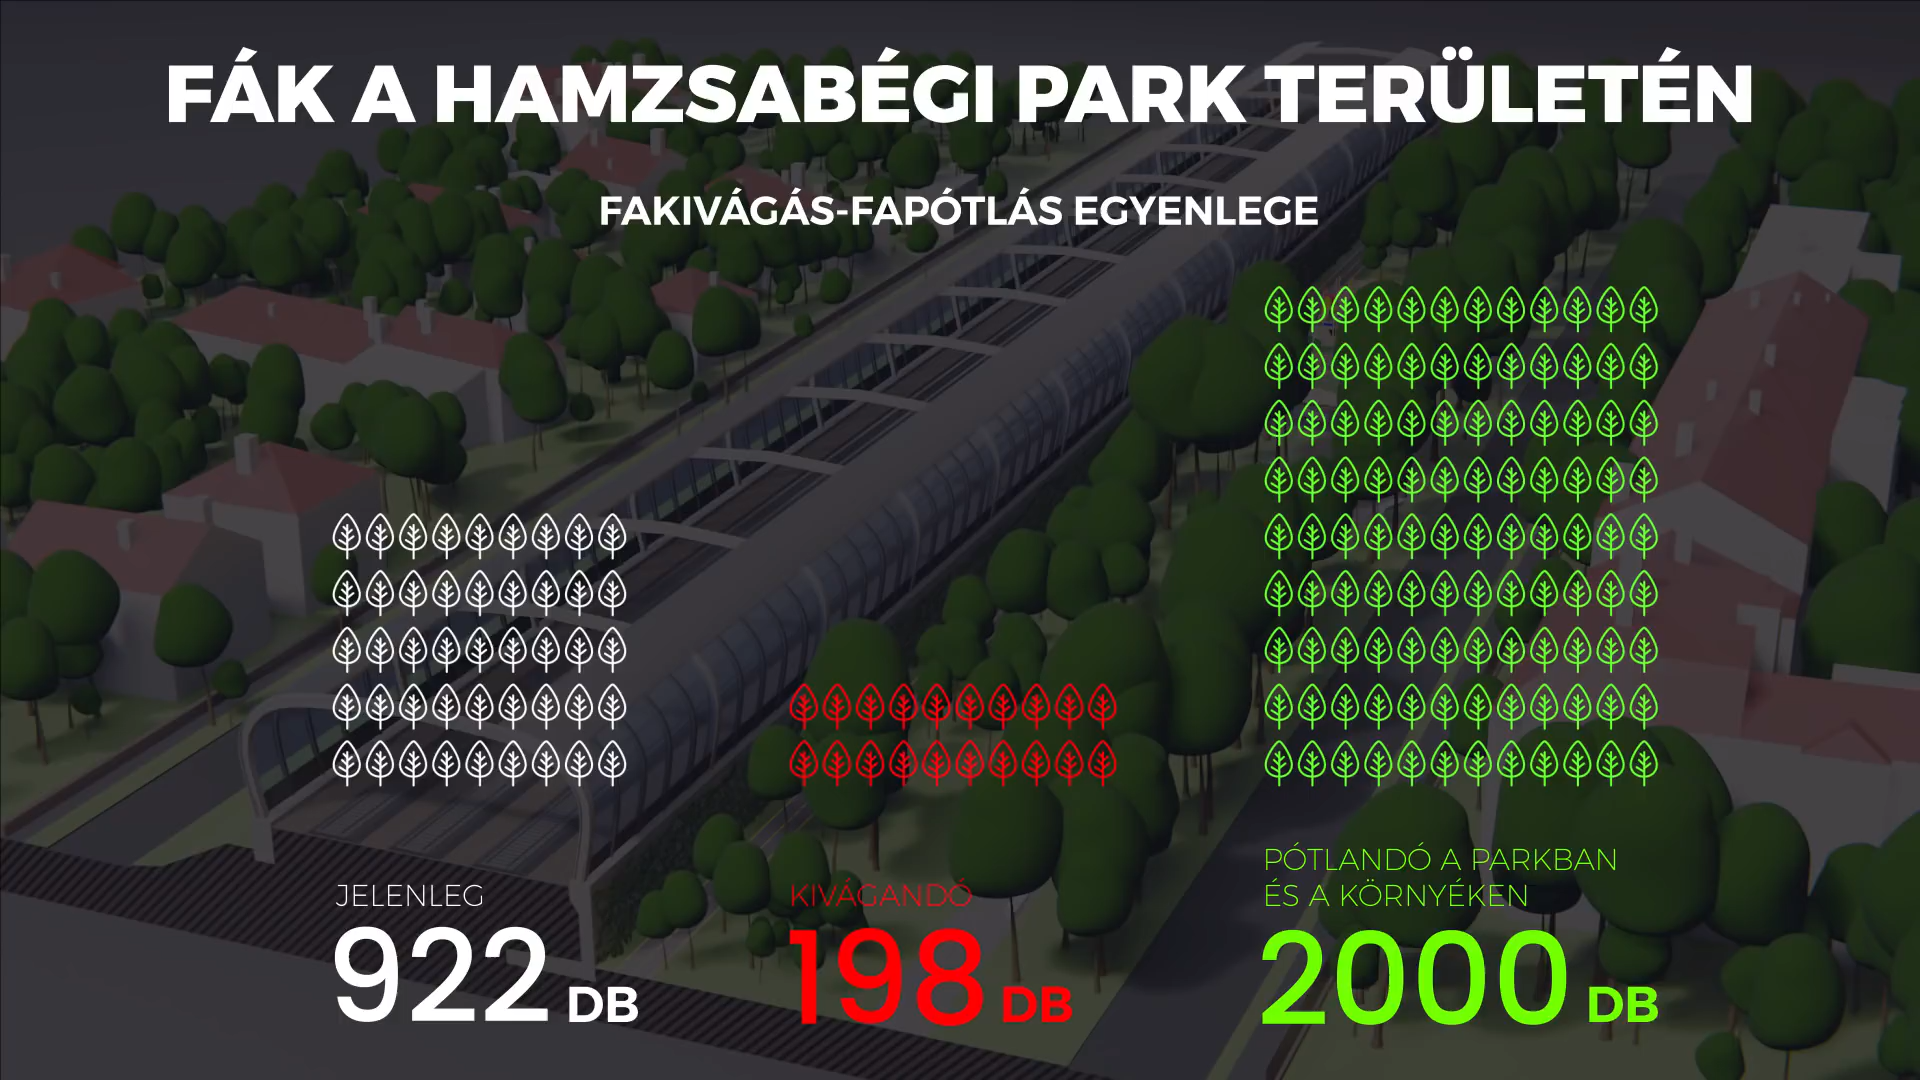 FÁK A HAMZSABÉGI PARK TERÜLETÉN
FAKIVÁGÁS-FAPÓTLÁS EGYENLEGE
JELENLEG
922 DB
KIVÁGANDÓ
198 DB
PÓTLANDÓ A PARKBAN
ÉS A KÖRNYÉKEN
2000 DB